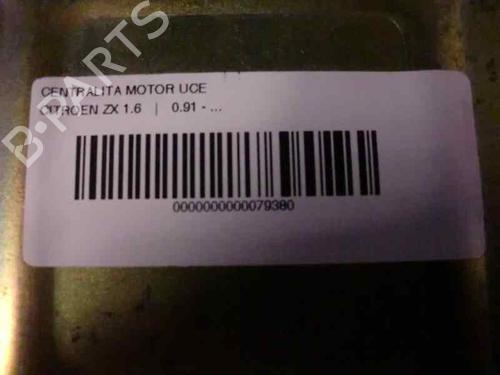 CENTRALITA MOTOR UCE
CITROEN ZX 1.6 | 0.91 - ...
0000000000079380
B-PARTS